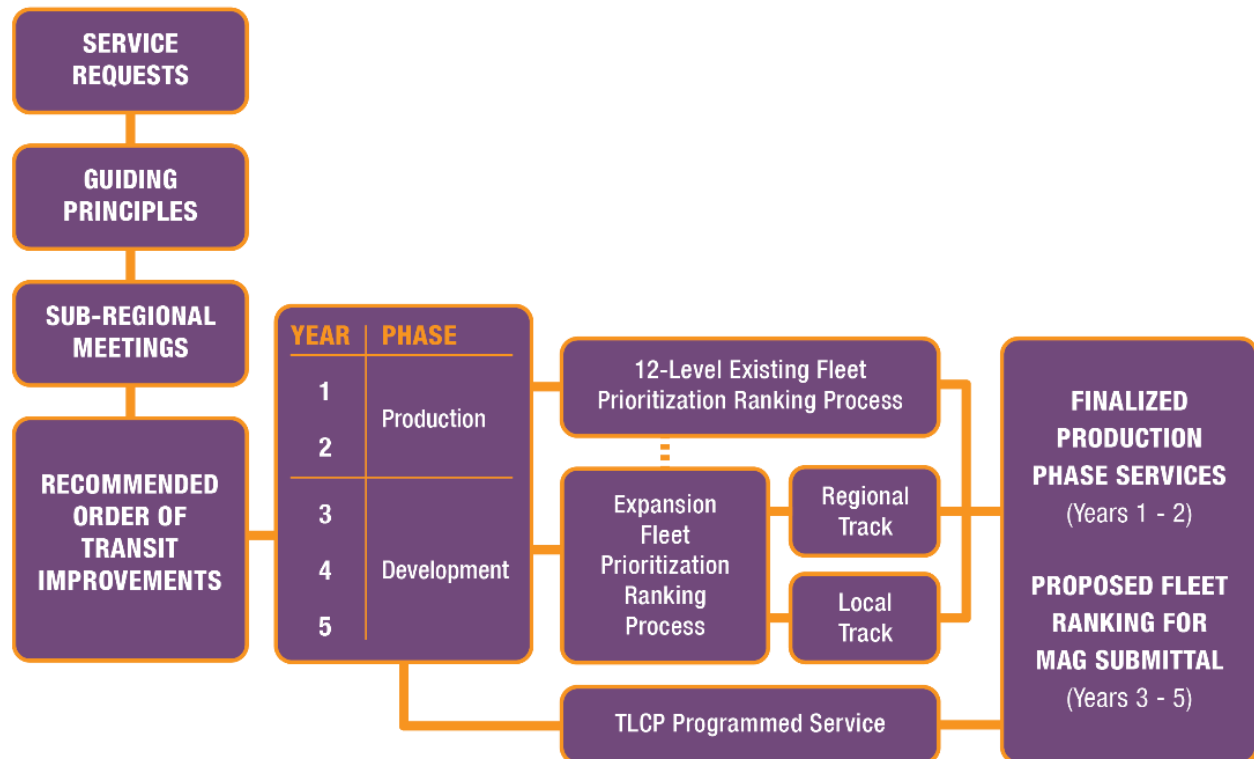 SERVICE
REQUESTS
GUIDING
PRINCIPLES
SUB-REGIONAL
MEETINGS
RECOMMENDED
ORDER OF
TRANSIT
IMPROVEMENTS
YEAR PHASE
1
Production
2
3
4 Development
5
12-Level Existing Fleet
Prioritization Ranking Process
Expansion
Fleet
Prioritization
Ranking
Process
Regional
Track
Local
Track
TLCP Programmed Service
FINALIZED
PRODUCTION
PHASE SERVICES
(Years 1 - 2)
PROPOSED FLEET
RANKING FOR
MAG SUBMITTAL
(Years 3 - 5)